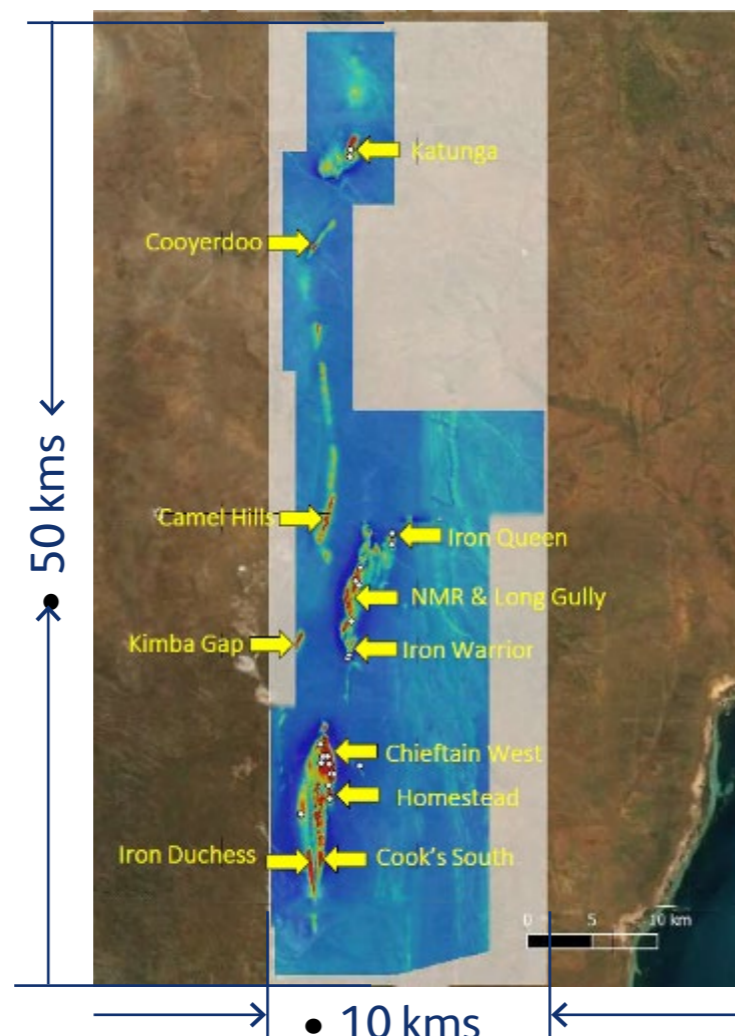 Katunga
Cooyerdoo
• 50 kms
Camel Hills
Iron Queen
NMR & Long Gully
Kimba Gap
Iron Warrior
Chieftain West
Homestead
Iron Duchess
Cook's South
0 5 10 km
• 10 kms